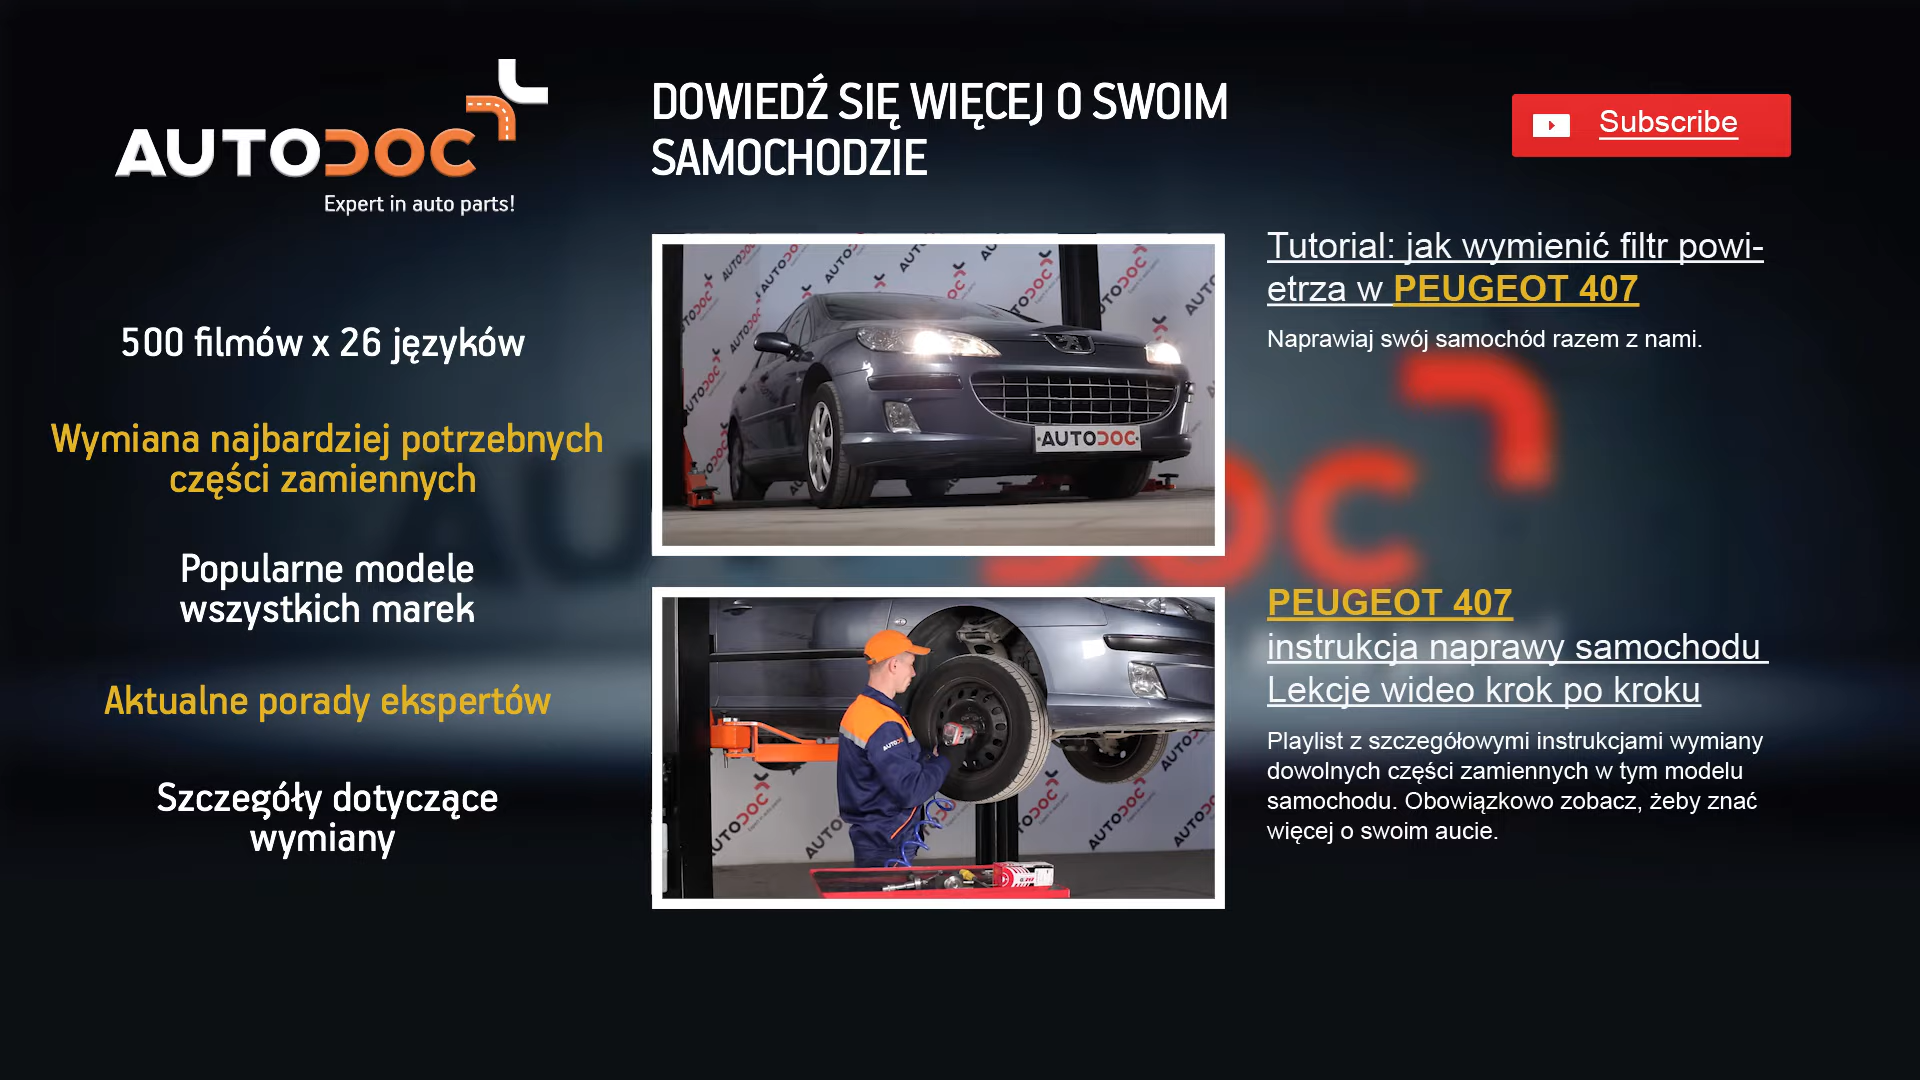 AUTODOC
Expert in auto parts!
500 filmów x 26 języków
Wymiana najbardziej potrzebnych
części zamiennych
Popularne modele
wszystkich marek
Aktualne porady ekspertów
Szczegóły dotyczące
wymiany
DOWIEDŹ SIĘ WIĘCEJ O SWOIM
SAMOCHODZIE
AUTODOC
AUTODOC
Subscribe
Tutorial: jak wymienić filtr powi-
etrza w PEUGEOT 407
Naprawiaj swój samochód razem z nami.
PEUGEOT 407
instrukcja naprawy samochodu
Lekcje wideo krok po kroku
Playlist z szczegółowymi instrukcjami wymiany
dowolnych części zamiennych w tym modelu
samochodu. Obowiązkowo zobacz, żeby znać
więcej o swoim aucie.